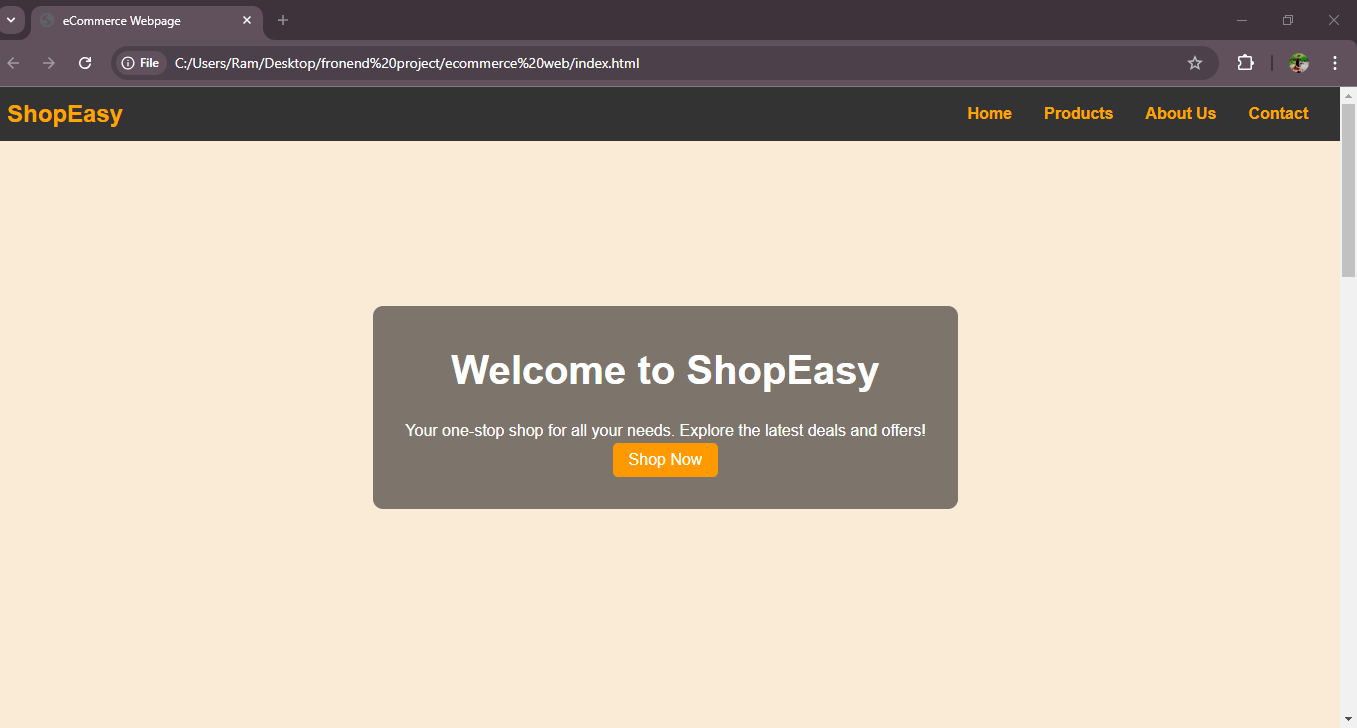 eCommerce Webpage
File C:/Users/Ram/Desktop/fronend%20project/ecommerce%20web/index.html
ShopEasy Home Products About Us Contact
Welcome to ShopEasy
Your one-stop shop for all your needs. Explore the latest deals and offers!
Shop Now